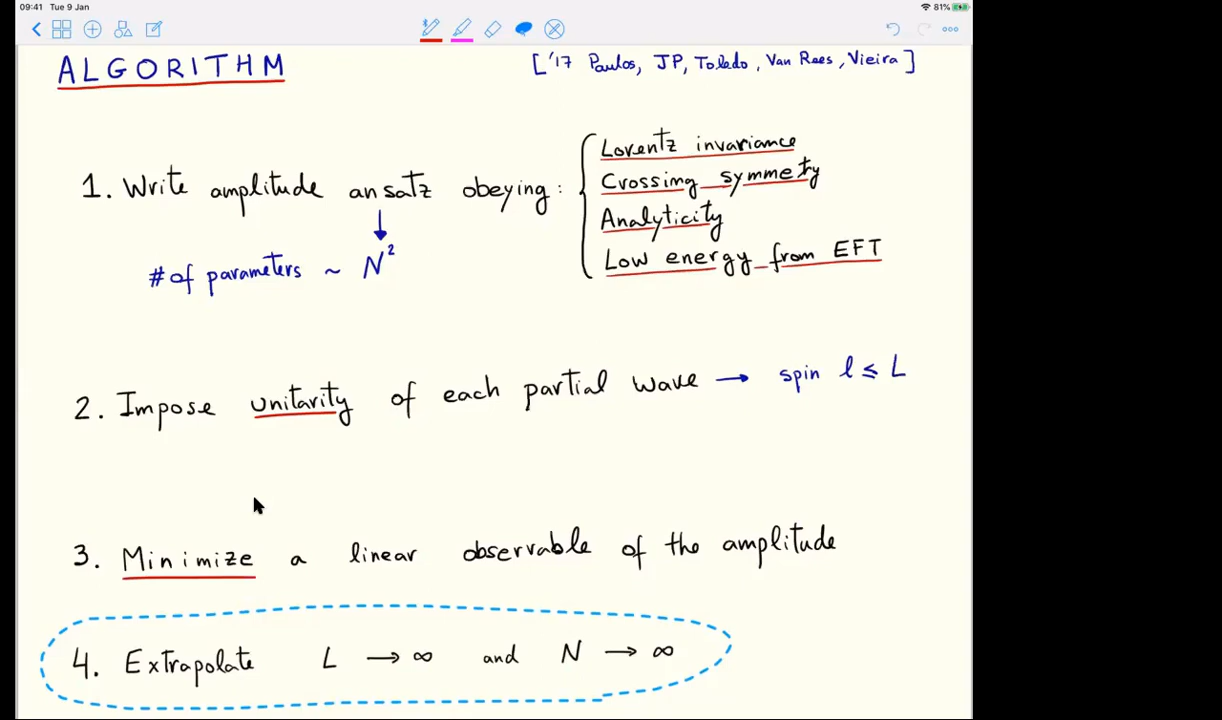 09:41 Tue 9 Jan
81%
ALGORITHM
['17 Paulos, JP, Toledo, Van Rees, Vieira]
1. Write amplitude ansatz obeying:
Lorentz invariance
Crossing symmetry
Analyticity
Low energy from EFT
# of parameters ~ N²
2. Impose unitarity of each partial wave → spin l ≤ L
3. Minimize a linear observable of the amplitude
4. Extrapolate L → ∞ and N → ∞